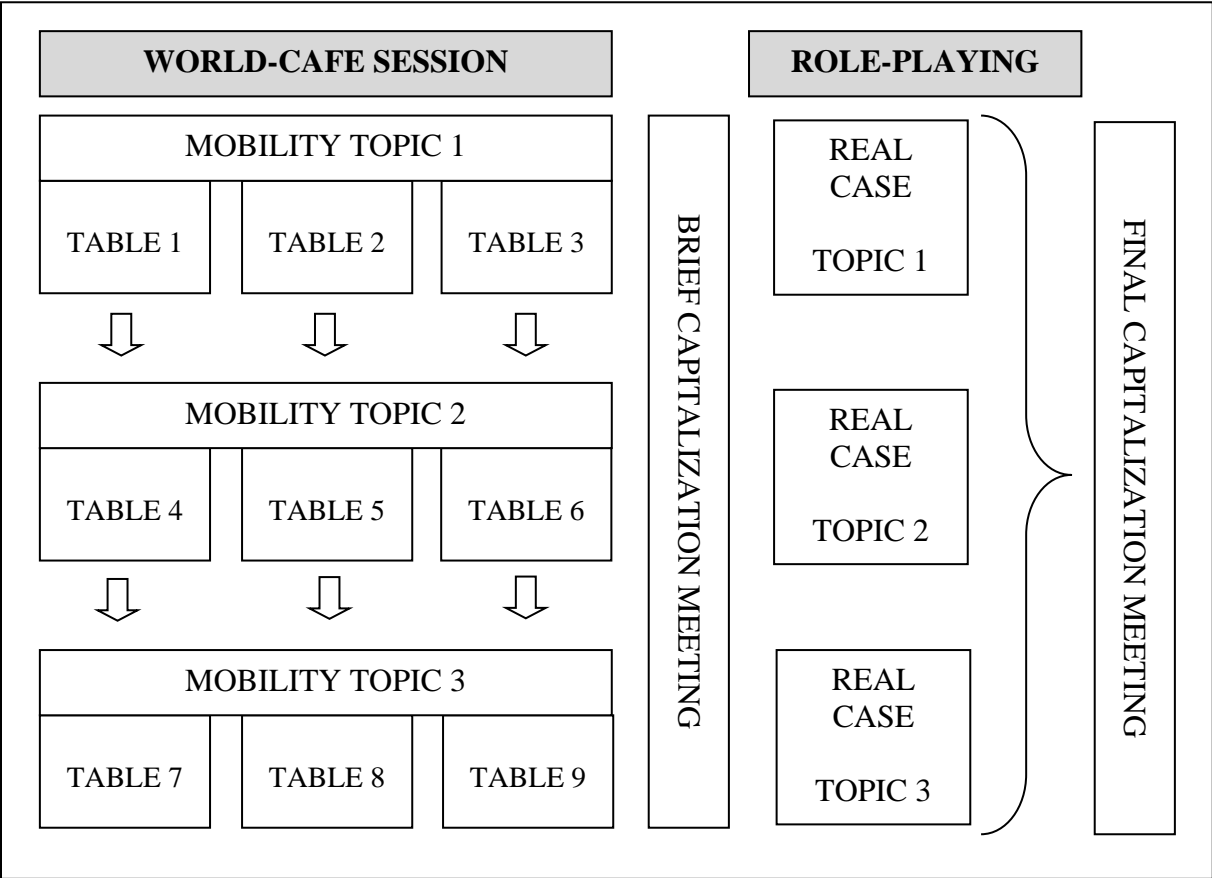 WORLD-CAFE SESSION
ROLE-PLAYING
MOBILITY TOPIC 1
TABLE 1
TABLE 2
TABLE 3
MOBILITY TOPIC 2
TABLE 4
TABLE 5
TABLE 6
MOBILITY TOPIC 3
TABLE 7
TABLE 8
TABLE 9
BRIEF CAPITALIZATION MEETING
REAL
CASE
TOPIC 1
REAL
CASE
TOPIC 2
REAL
CASE
TOPIC 3
FINAL CAPITALIZATION MEETING